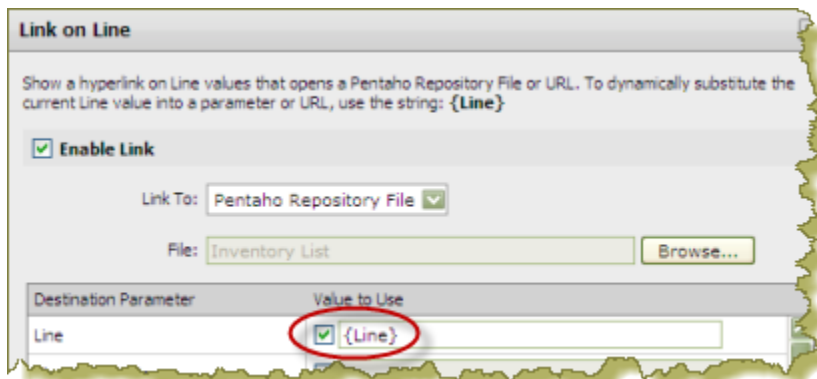 Link on Line
Show a hyperlink on Line values that opens a Pentaho Repository File or URL. To dynamically substitute the
current Line value into a parameter or URL, use the string: {Line}
Enable Link
Link To: Pentaho Repository File
File: Inventory List Browse...
Destination Parameter Value to Use
Line {Line}